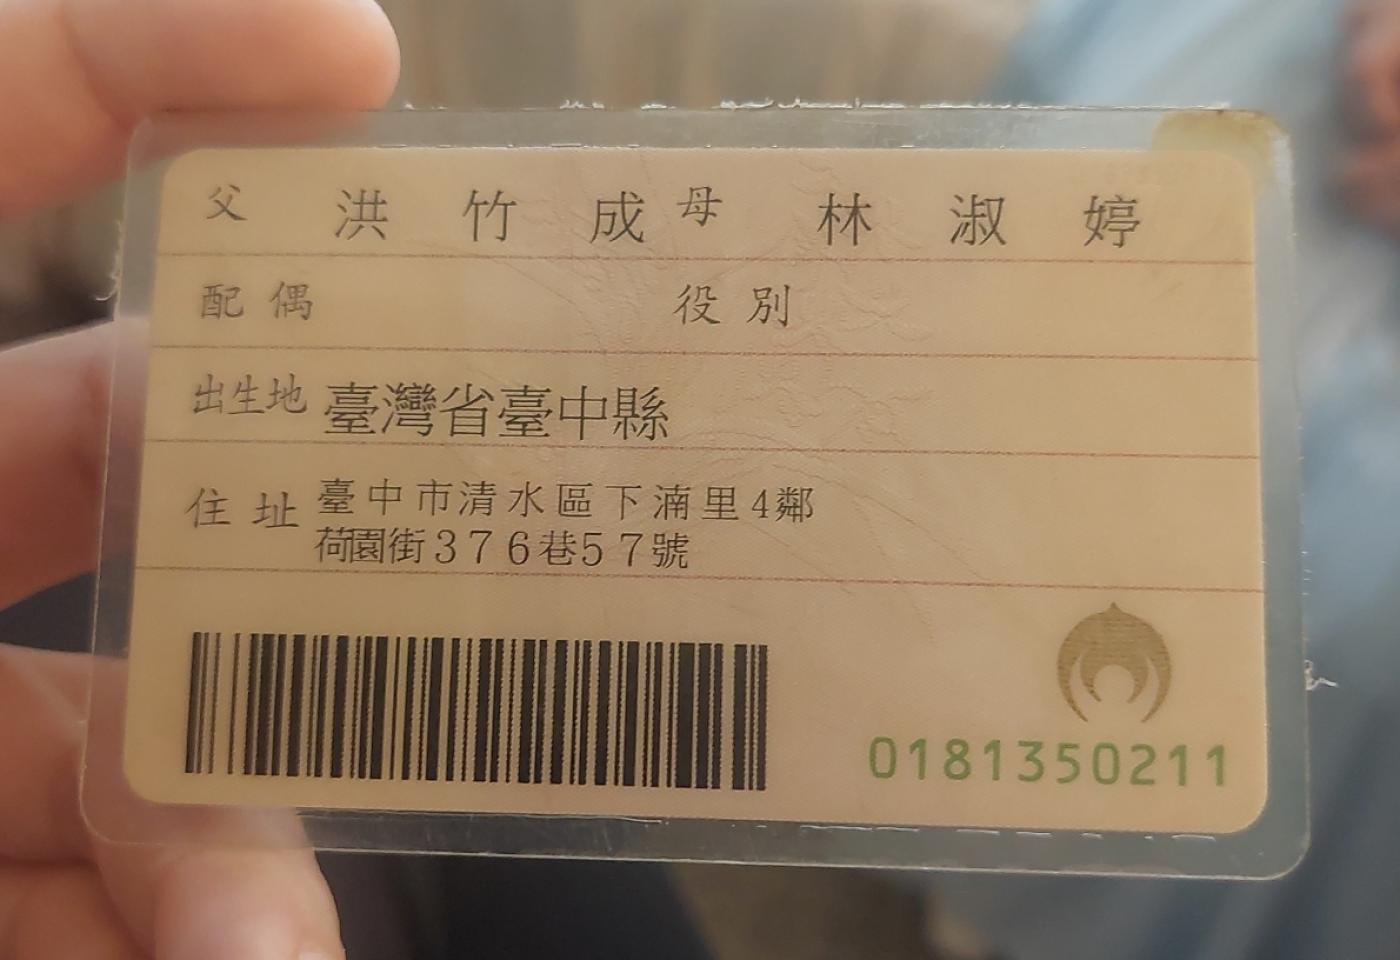 父 洪竹成 母 林淑婷
配偶 役別
出生地 臺灣省臺中縣
住址 臺中市清水區下湳里4鄰
荷園街376巷57號
0181350211